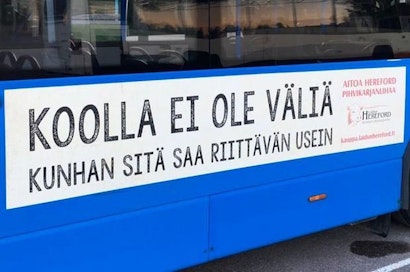 KOOLLA EI OLE VÄLIÄ
KUNHAN SITÄ SAA RIITTÄVÄN USEIN
AITOA HEREFORD
PIHVIKARJANLIHAA
HEREFORD